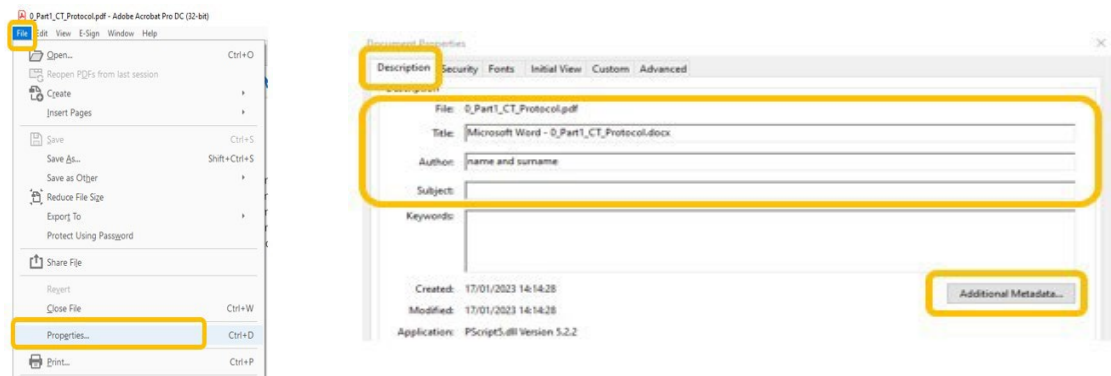 0_Part1_CT_Protocol.pdf - Adobe Acrobat Pro DC (32-bit)
File Edit View E-Sign Window Help
Open... Ctrl+O
Reopen PDFs from last session
Create
Insert Pages
Save Ctrl+S
Save As... Shift+Ctrl+S
Save as Other
Reduce File Size
Export To
Protect Using Password
Share File
Revert
Close File Ctrl+W
Properties... Ctrl+D
Print... Ctrl+P
Document Properties
Description Security Fonts Initial View Custom Advanced
Description
File: 0_Part1_CT_Protocol.pdf
Title: Microsoft Word - 0_Part1_CT_Protocol.docx
Author: name and surname
Subject:
Keywords:
Created: 17/01/2023 14:14:28
Additional Metadata...
Modified: 17/01/2023 14:14:28
Application: PScript5.dll Version 5.2.2